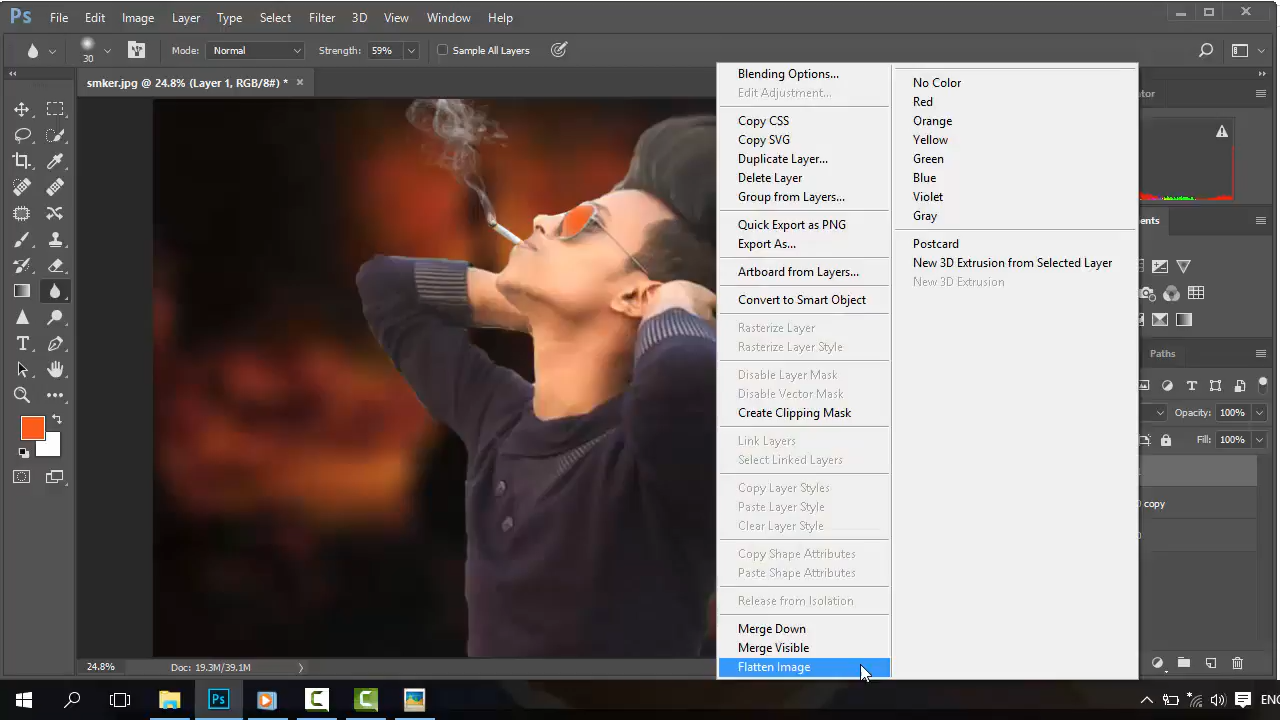 Ps File Edit Image Layer Type Select Filter 3D View Window Help
30 Mode: Normal Strength: 59% Sample All Layers
smker.jpg @ 24.8% (Layer 1, RGB/8#) * ×
Blending Options...
Edit Adjustment...
Copy CSS
Copy SVG
Duplicate Layer...
Delete Layer
Group from Layers...
Quick Export as PNG
Export As...
Artboard from Layers...
Convert to Smart Object
Rasterize Layer
Rasterize Layer Style
Disable Layer Mask
Disable Vector Mask
Create Clipping Mask
Link Layers
Select Linked Layers
Copy Layer Styles
Paste Layer Style
Clear Layer Style
Copy Shape Attributes
Paste Shape Attributes
Release from Isolation
Merge Down
Merge Visible
Flatten Image
No Color
Red
Orange
Yellow
Green
Blue
Violet
Gray
Postcard
New 3D Extrusion from Selected Layer
New 3D Extrusion
Paths
Opacity: 100%
Fill: 100%
copy
24.8% Doc: 19.3M/39.1M
Ps